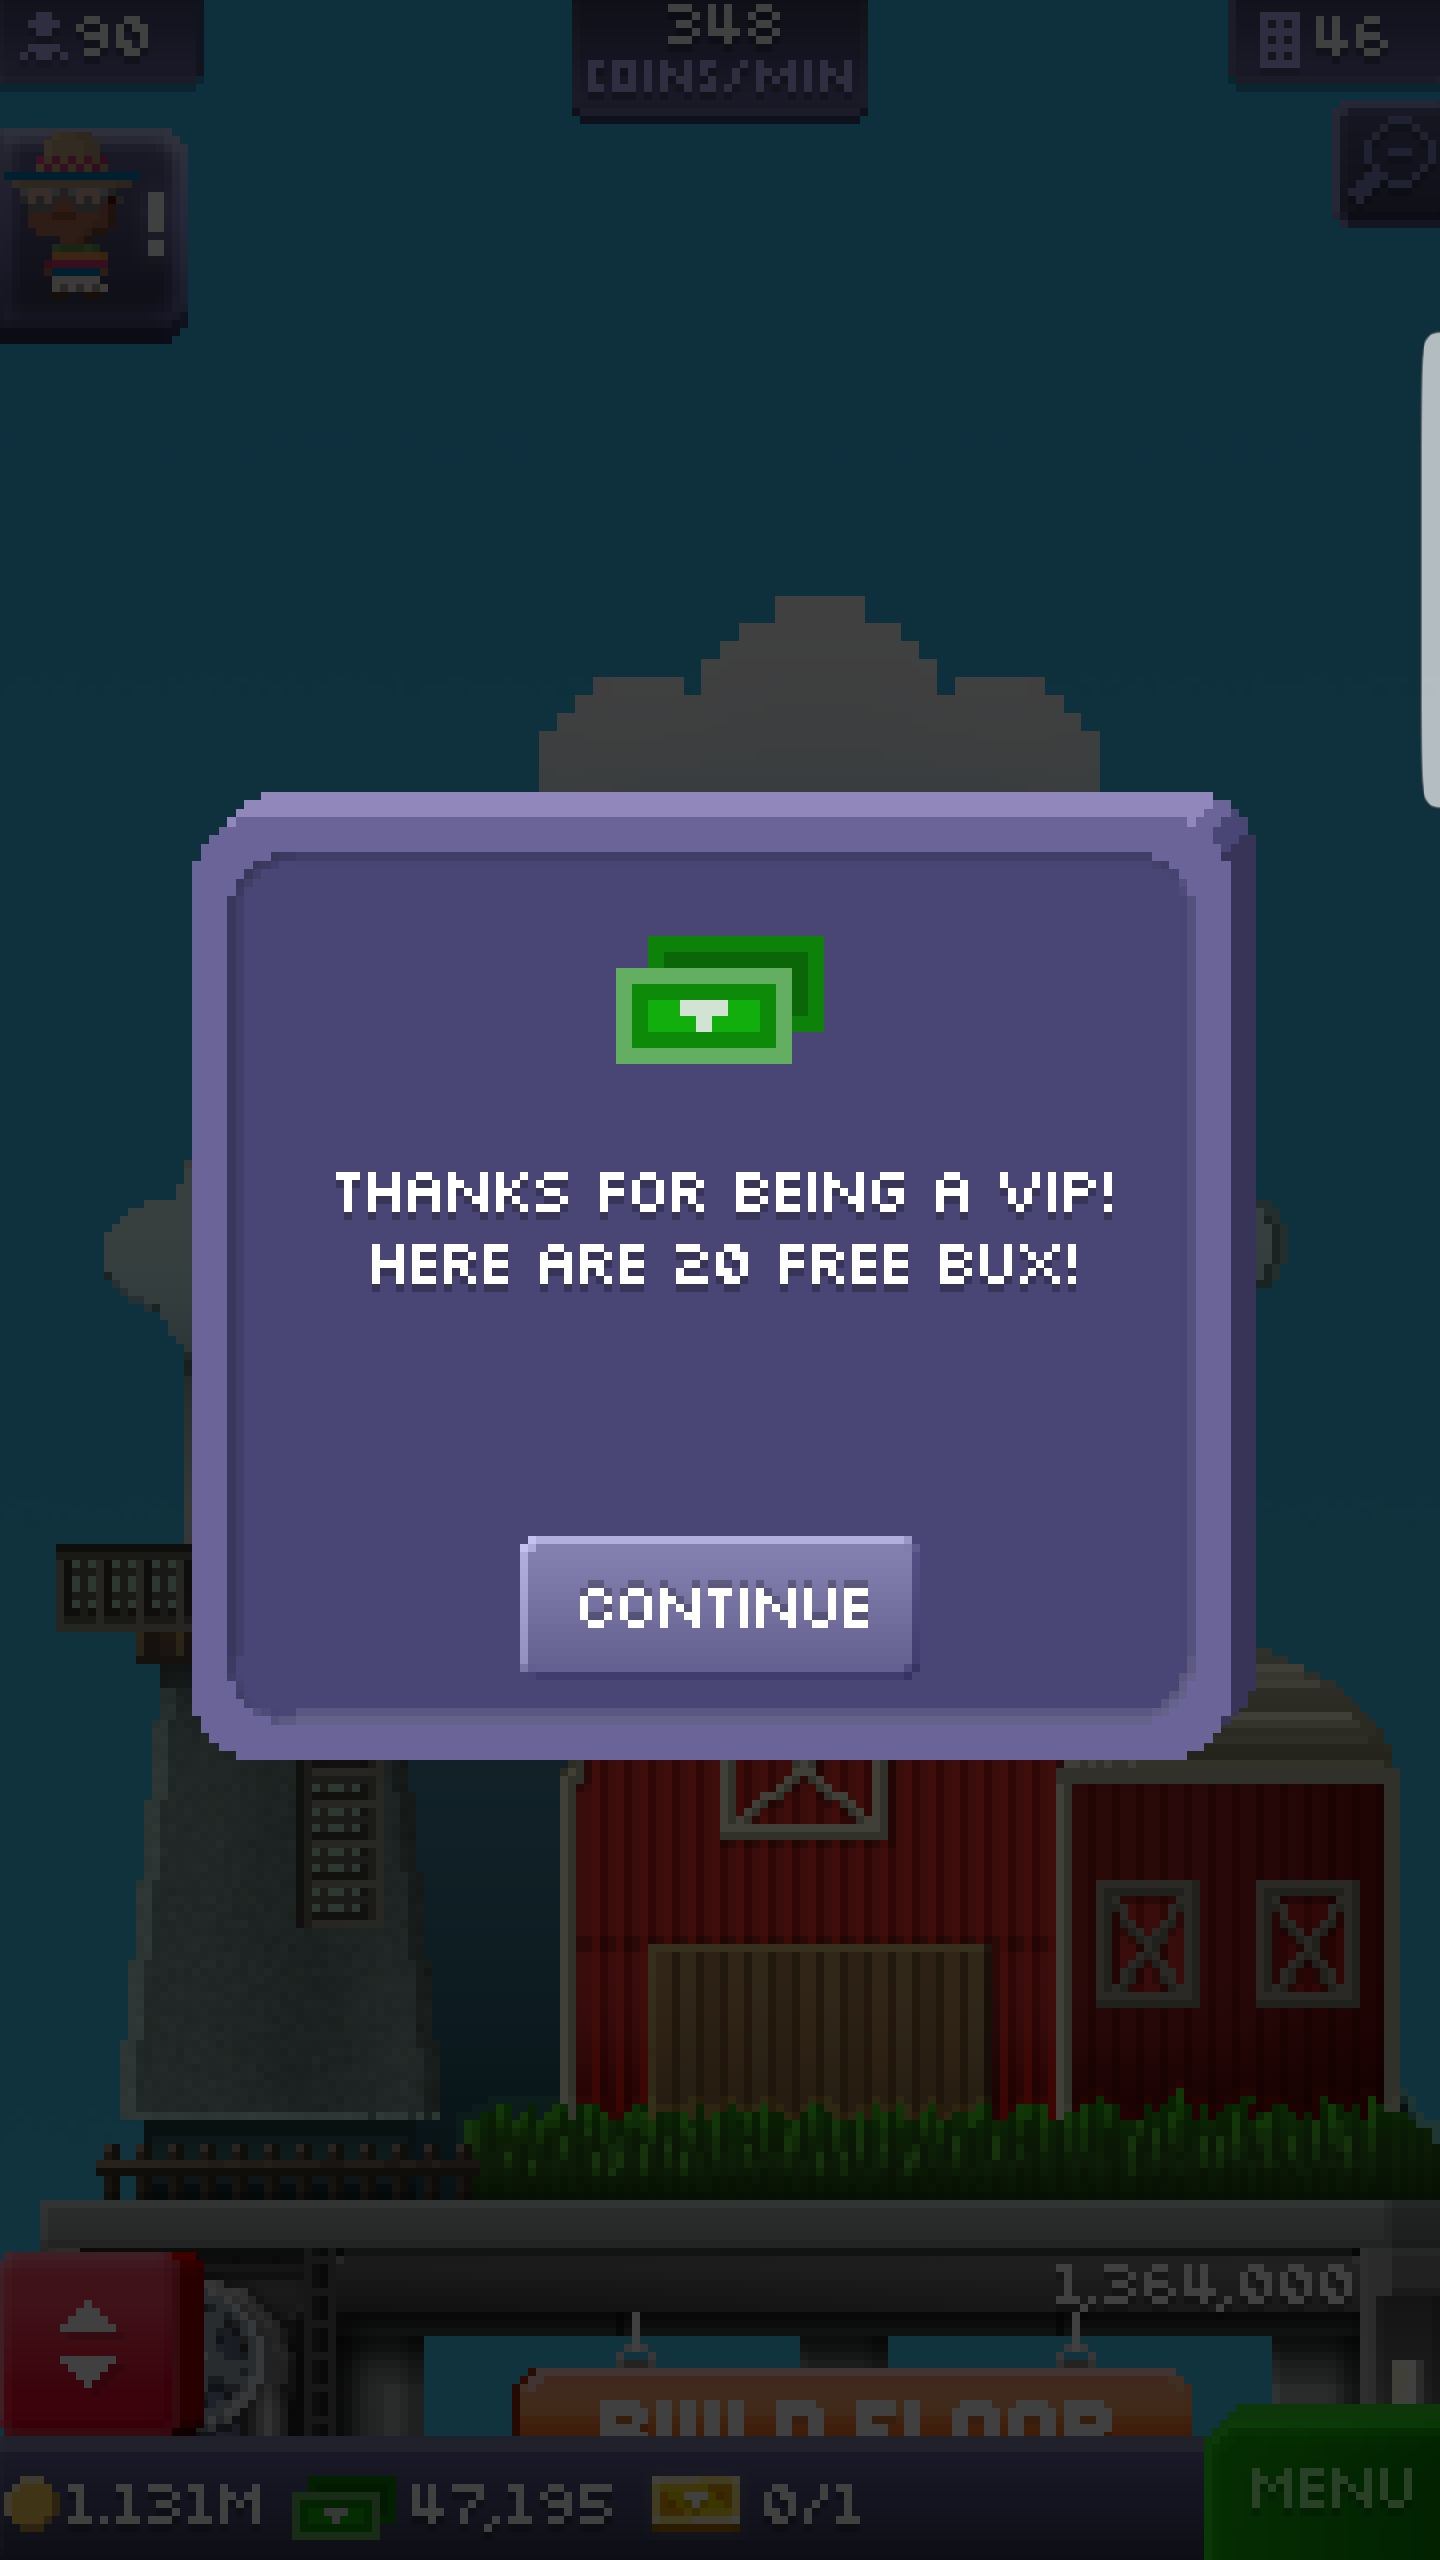 90
348
COINS/MIN
46
!
THANKS FOR BEING A VIP!
HERE ARE 20 FREE BUX!
CONTINUE
1,364,000
BUILD FLOOR
1.131M
47,195
0/1
MENU